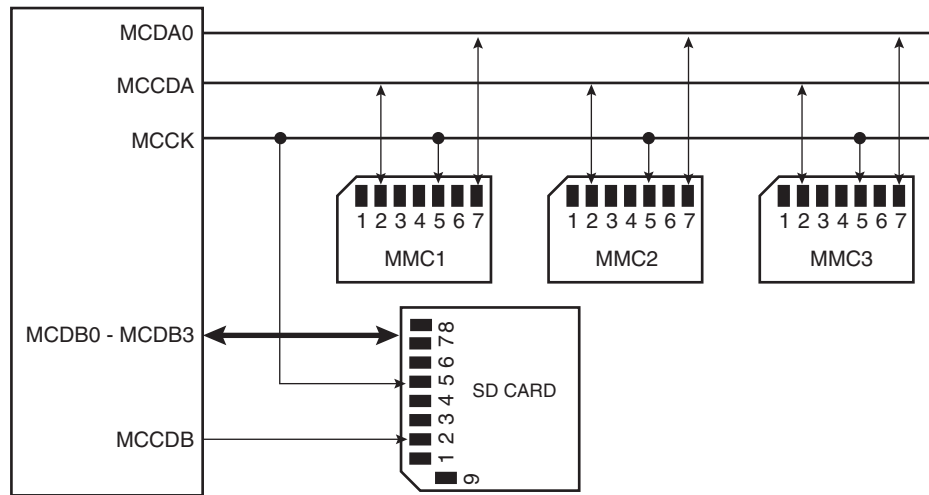 MCDA0
MCCDA
MCCK
1 2 3 4 5 6 7
MMC1
1 2 3 4 5 6 7
MMC2
1 2 3 4 5 6 7
MMC3
MCDB0 - MCDB3
1 2 3 4 5 6 7 8
9
SD CARD
MCCDB